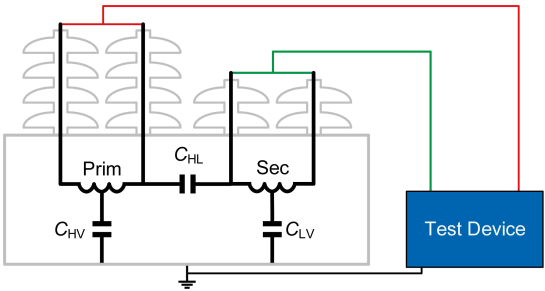 C_HL
Prim
Sec
C_HV
C_LV
Test Device